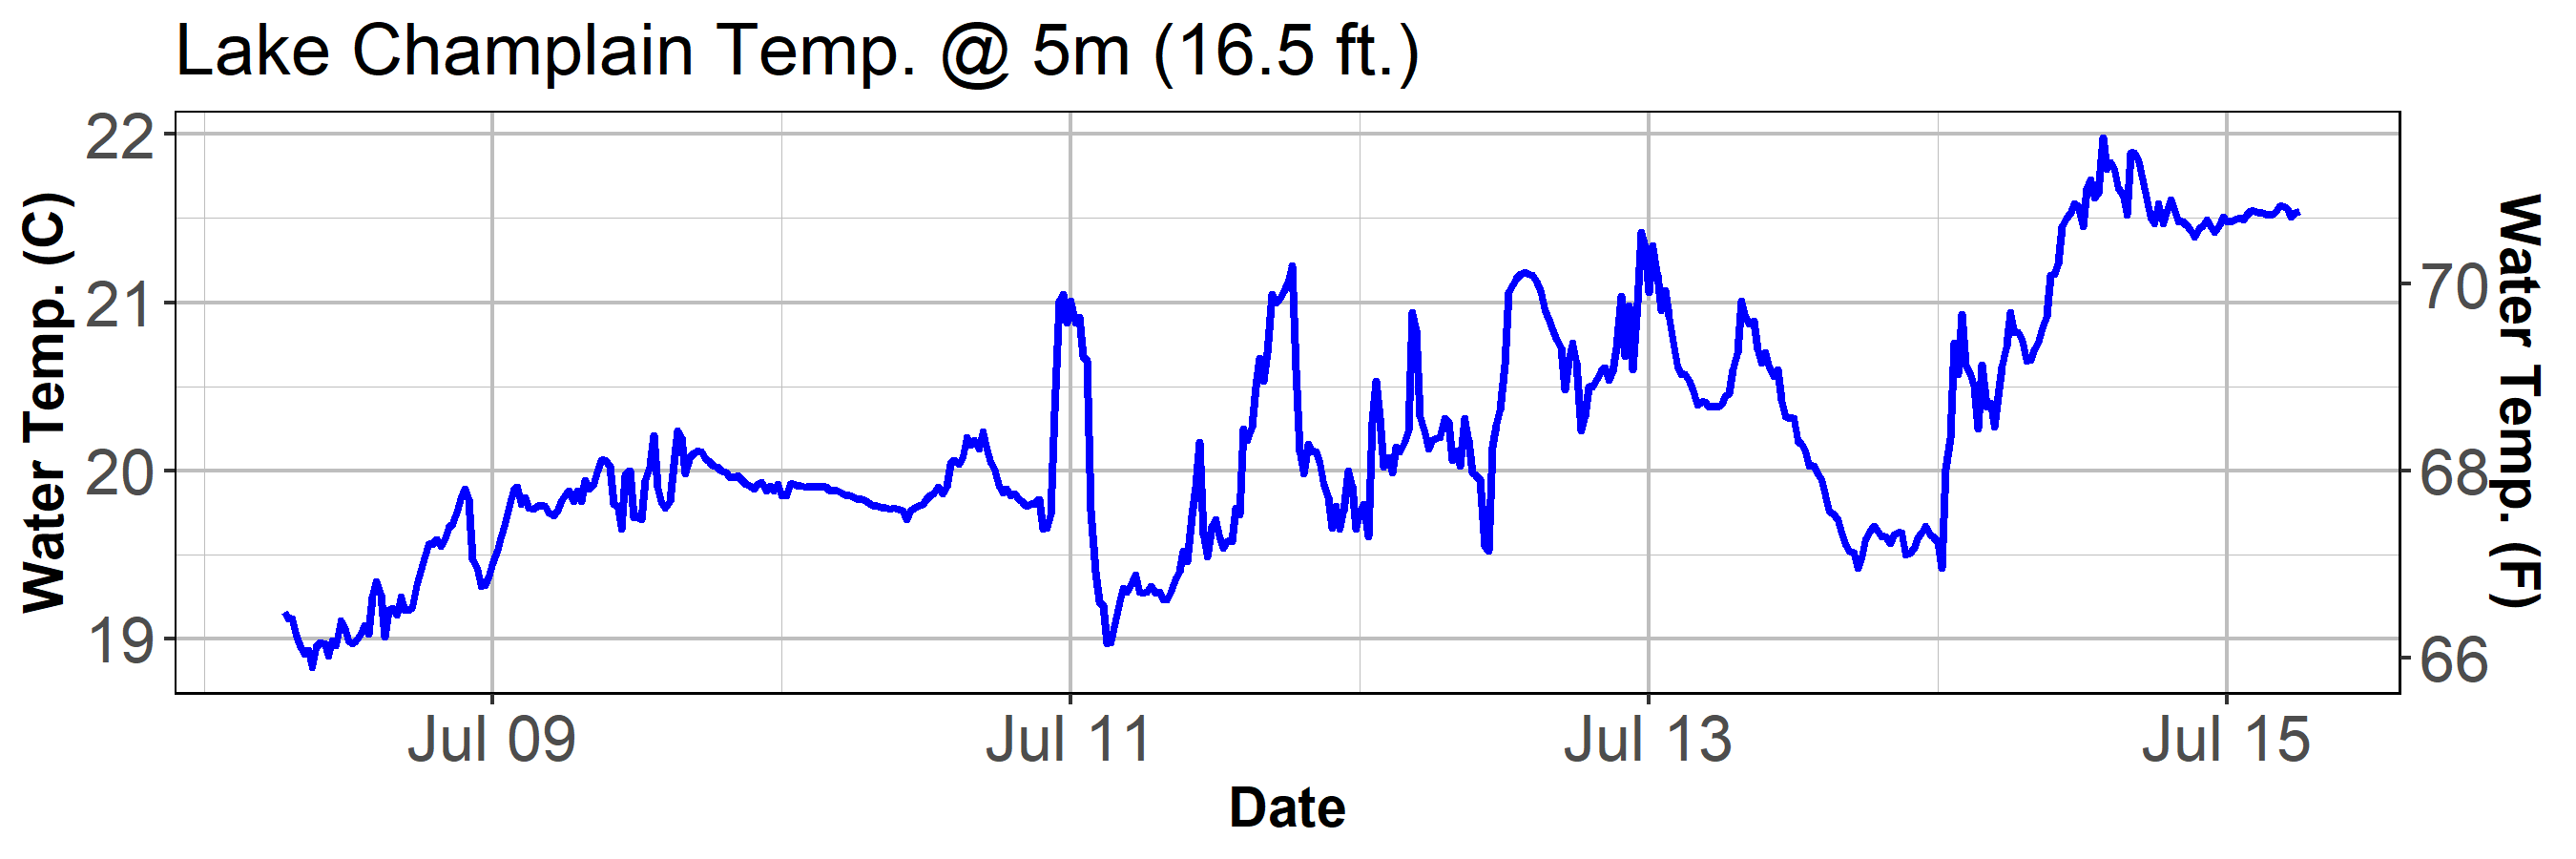 Lake Champlain Temp. @ 5m (16.5 ft.)
Water Temp. (C)
22
21
20
19
70
68
66
Water Temp. (F)
Jul 09 Jul 11 Jul 13 Jul 15
Date